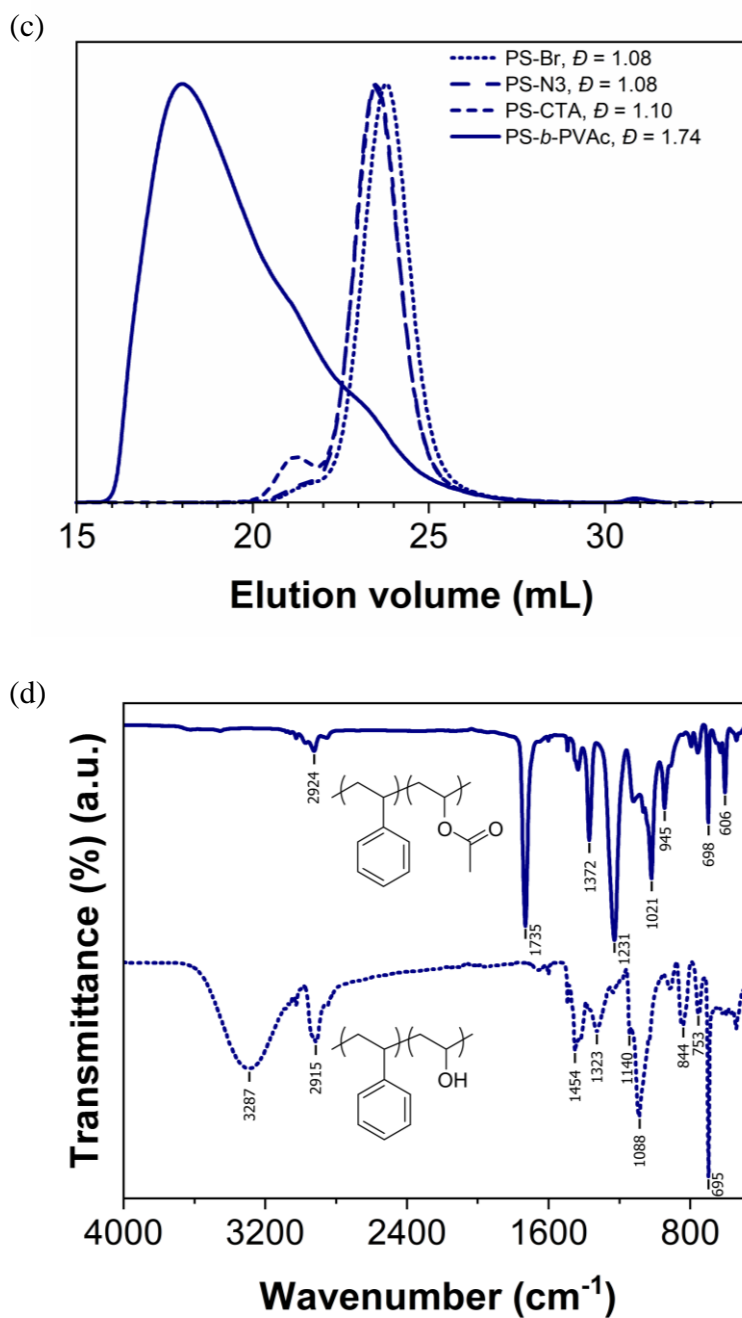 (c)
PS-Br, Đ = 1.08
PS-N3, Đ = 1.08
PS-CTA, Đ = 1.10
PS-b-PVAc, Đ = 1.74
15 20 25 30
Elution volume (mL)
(d)
Transmittance (%) (a.u.)
2924
1735
1372
1231
1021
945
698
606
O
O
3287
2915
1454
1323
1140
1088
844
753
695
OH
4000 3200 2400 1600 800
Wavenumber (cm⁻¹)